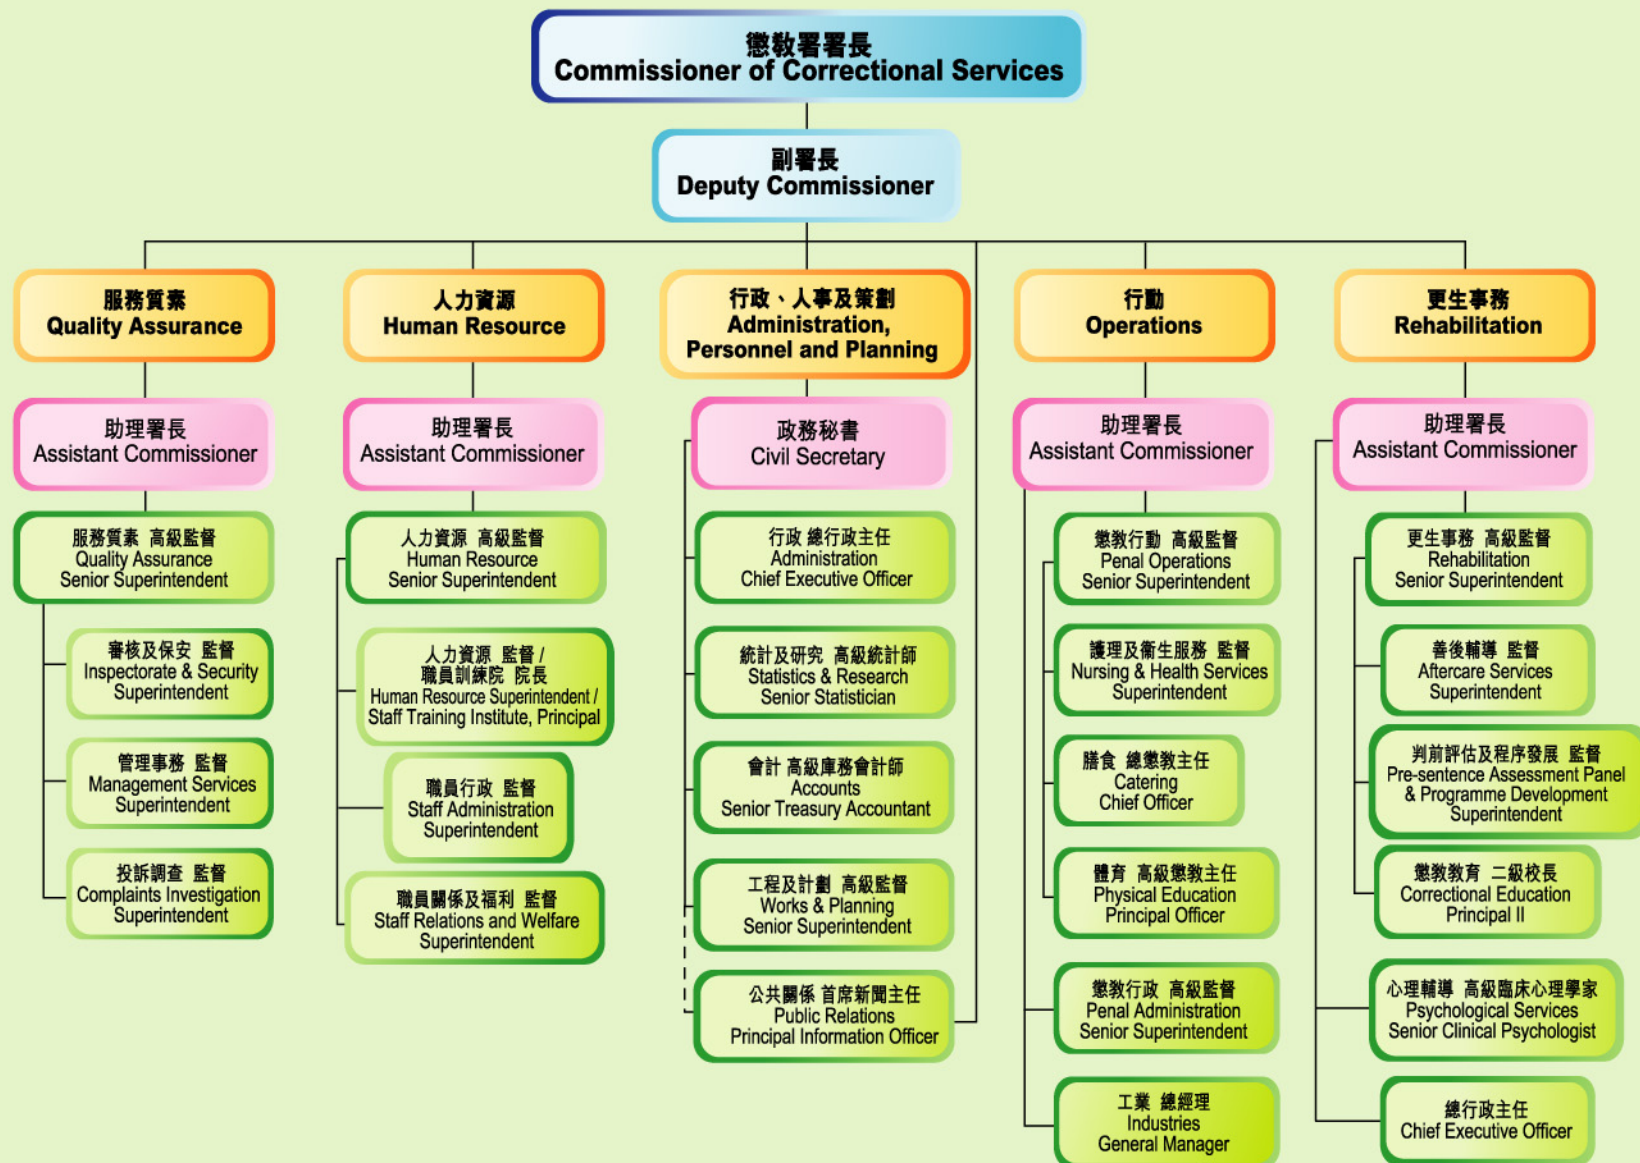 懲教署署長
Commissioner of Correctional Services
副署長
Deputy Commissioner
服務質素
Quality Assurance
助理署長
Assistant Commissioner
服務質素 高級監督
Quality Assurance
Senior Superintendent
審核及保安 監督
Inspectorate & Security
Superintendent
管理事務 監督
Management Services
Superintendent
投訴調查 監督
Complaints Investigation
Superintendent
人力資源
Human Resource
助理署長
Assistant Commissioner
人力資源 高級監督
Human Resource
Senior Superintendent
人力資源 監督 /
職員訓練院 院長
Human Resource Superintendent /
Staff Training Institute, Principal
職員行政 監督
Staff Administration
Superintendent
職員關係及福利 監督
Staff Relations and Welfare
Superintendent
行政、人事及策劃
Administration,
Personnel and Planning
政務秘書
Civil Secretary
行政 總行政主任
Administration
Chief Executive Officer
統計及研究 高級統計師
Statistics & Research
Senior Statistician
會計 高級庫務會計師
Accounts
Senior Treasury Accountant
工程及計劃 高級監督
Works & Planning
Senior Superintendent
公共關係 首席新聞主任
Public Relations
Principal Information Officer
行動
Operations
助理署長
Assistant Commissioner
懲教行動 高級監督
Penal Operations
Senior Superintendent
護理及衞生服務 監督
Nursing & Health Services
Superintendent
膳食 總懲教主任
Catering
Chief Officer
體育 高級懲教主任
Physical Education
Principal Officer
懲教行政 高級監督
Penal Administration
Senior Superintendent
工業 總經理
Industries
General Manager
更生事務
Rehabilitation
助理署長
Assistant Commissioner
更生事務 高級監督
Rehabilitation
Senior Superintendent
善後輔導 監督
Aftercare Services
Superintendent
判前評估及程序發展 監督
Pre-sentence Assessment Panel
& Programme Development
Superintendent
懲教教育 二級校長
Correctional Education
Principal II
心理輔導 高級臨床心理學家
Psychological Services
Senior Clinical Psychologist
總行政主任
Chief Executive Officer